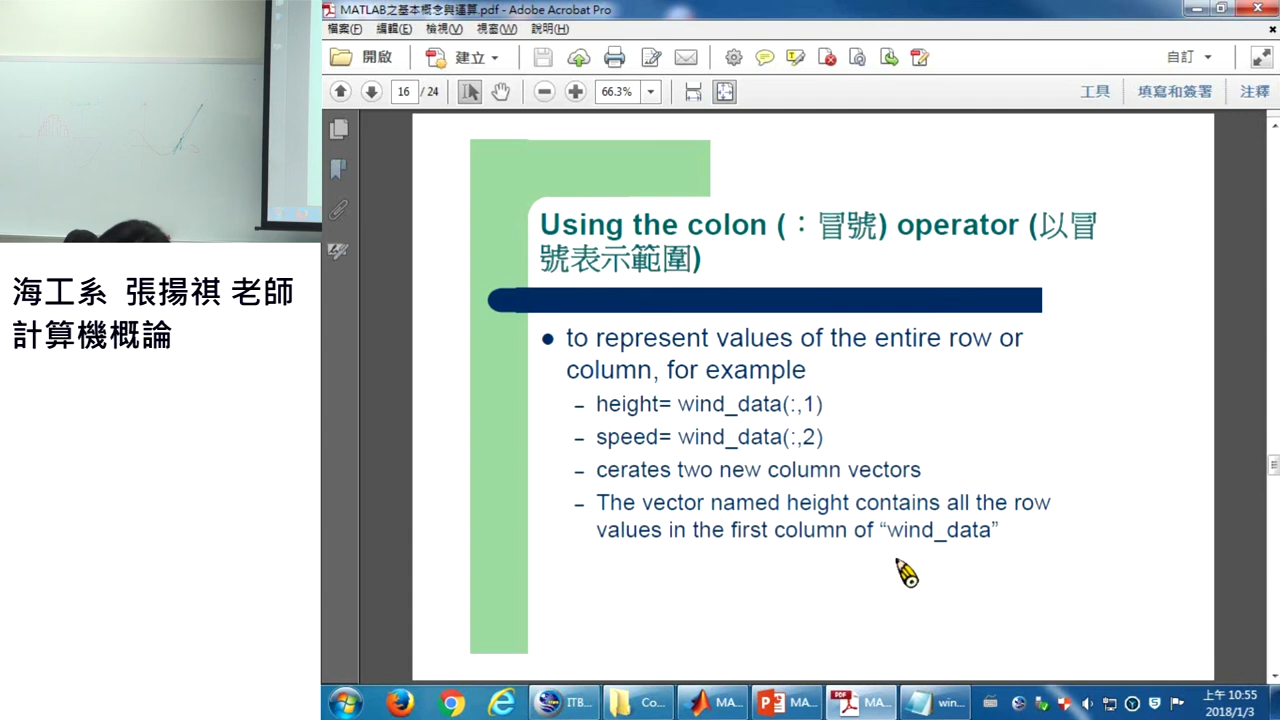 MATLAB之基本概念與運算.pdf - Adobe Acrobat Pro
檔案(F) 編輯(E) 檢視(V) 視窗(W) 說明(H)
開啟 建立 自訂
16 / 24 66.3% 工具 填寫和簽署 注釋
Using the colon (：冒號) operator (以冒
號表示範圍)
to represent values of the entire row or
column, for example
– height= wind_data(:,1)
– speed= wind_data(:,2)
– cerates two new column vectors
– The vector named height contains all the row
values in the first column of “wind_data”
海工系 張揚祺 老師
計算機概論
ITB... Co... MA... MA... MA... win...
上午 10:55
2018/1/3